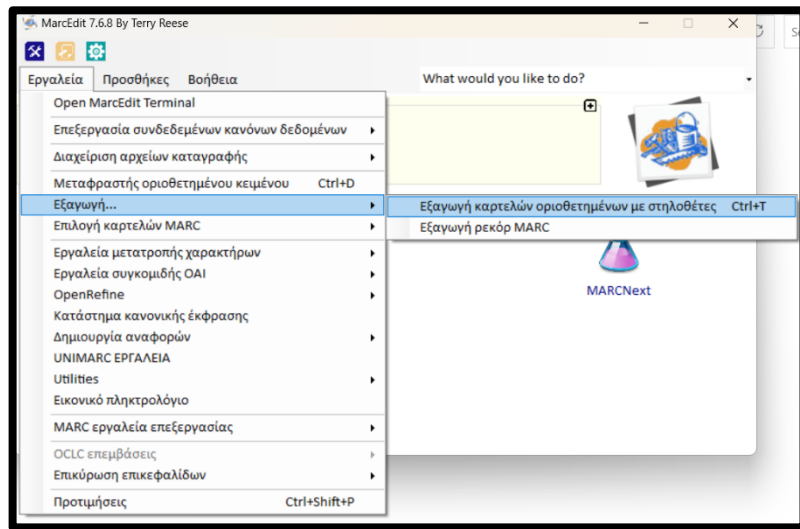 MarcEdit 7.6.8 By Terry Reese
Εργαλεία Προσθήκες Βοήθεια
What would you like to do?
Open MarcEdit Terminal
Επεξεργασία συνδεδεμένων κανόνων δεδομένων
Διαχείριση αρχείων καταγραφής
Μεταφραστής οριοθετημένου κειμένου Ctrl+D
Εξαγωγή...
Εξαγωγή καρτελών οριοθετημένων με στηλοθέτες Ctrl+T
Επιλογή καρτελών MARC
Εξαγωγή ρεκόρ MARC
Εργαλεία μετατροπής χαρακτήρων
Εργαλεία συγκομιδής OAI
OpenRefine
MARCNext
Κατάστημα κανονικής έκφρασης
Δημιουργία αναφορών
UNIMARC ΕΡΓΑΛΕΙΑ
Utilities
Εικονικό πληκτρολόγιο
MARC εργαλεία επεξεργασίας
OCLC επεμβάσεις
Επικύρωση επικεφαλίδων
Προτιμήσεις Ctrl+Shift+P